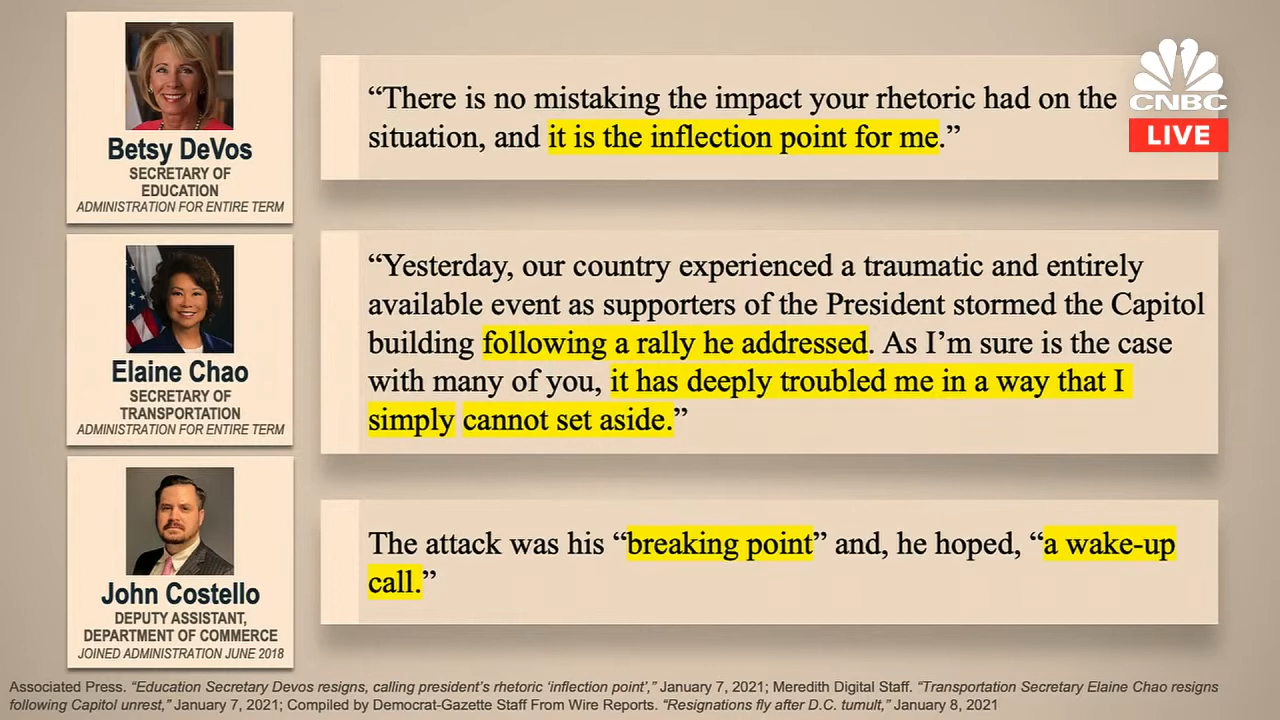 Betsy DeVos
SECRETARY OF
EDUCATION
ADMINISTRATION FOR ENTIRE TERM
“There is no mistaking the impact your rhetoric had on the
situation, and it is the inflection point for me.”
CNBC
LIVE
Elaine Chao
SECRETARY OF
TRANSPORTATION
ADMINISTRATION FOR ENTIRE TERM
“Yesterday, our country experienced a traumatic and entirely
available event as supporters of the President stormed the Capitol
building following a rally he addressed. As I’m sure is the case
with many of you, it has deeply troubled me in a way that I
simply cannot set aside.”
John Costello
DEPUTY ASSISTANT,
DEPARTMENT OF COMMERCE
JOINED ADMINISTRATION JUNE 2018
The attack was his “breaking point” and, he hoped, “a wake-up
call.”
Associated Press. “Education Secretary Devos resigns, calling president’s rhetoric ‘inflection point’,” January 7, 2021; Meredith Digital Staff. “Transportation Secretary Elaine Chao resigns
following Capitol unrest,” January 7, 2021; Compiled by Democrat-Gazette Staff From Wire Reports. “Resignations fly after D.C. tumult,” January 8, 2021